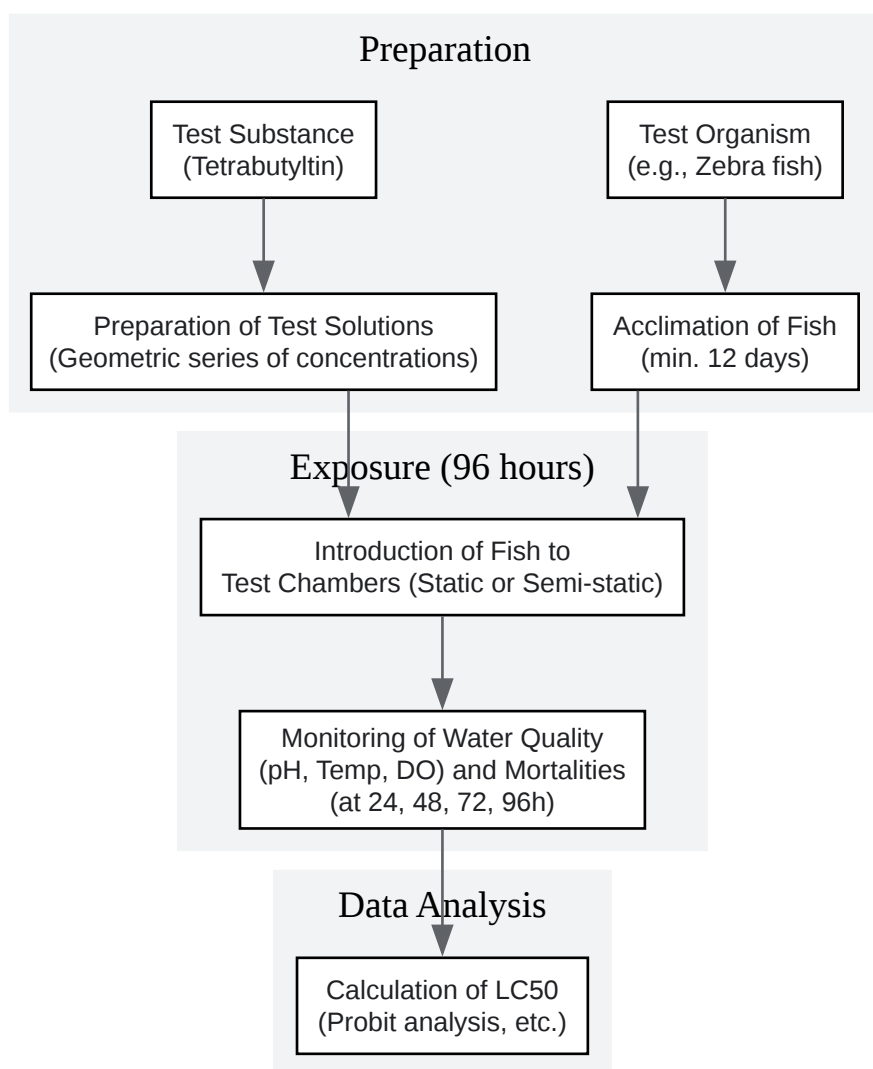 Preparation
Test Substance
(Tetrabutyltin)
Test Organism
(e.g., Zebra fish)
Preparation of Test Solutions
(Geometric series of concentrations)
Acclimation of Fish
(min. 12 days)
Exposure (96 hours)
Introduction of Fish to
Test Chambers (Static or Semi-static)
Monitoring of Water Quality
(pH, Temp, DO) and Mortalities
(at 24, 48, 72, 96h)
Data Analysis
Calculation of LC50
(Probit analysis, etc.)